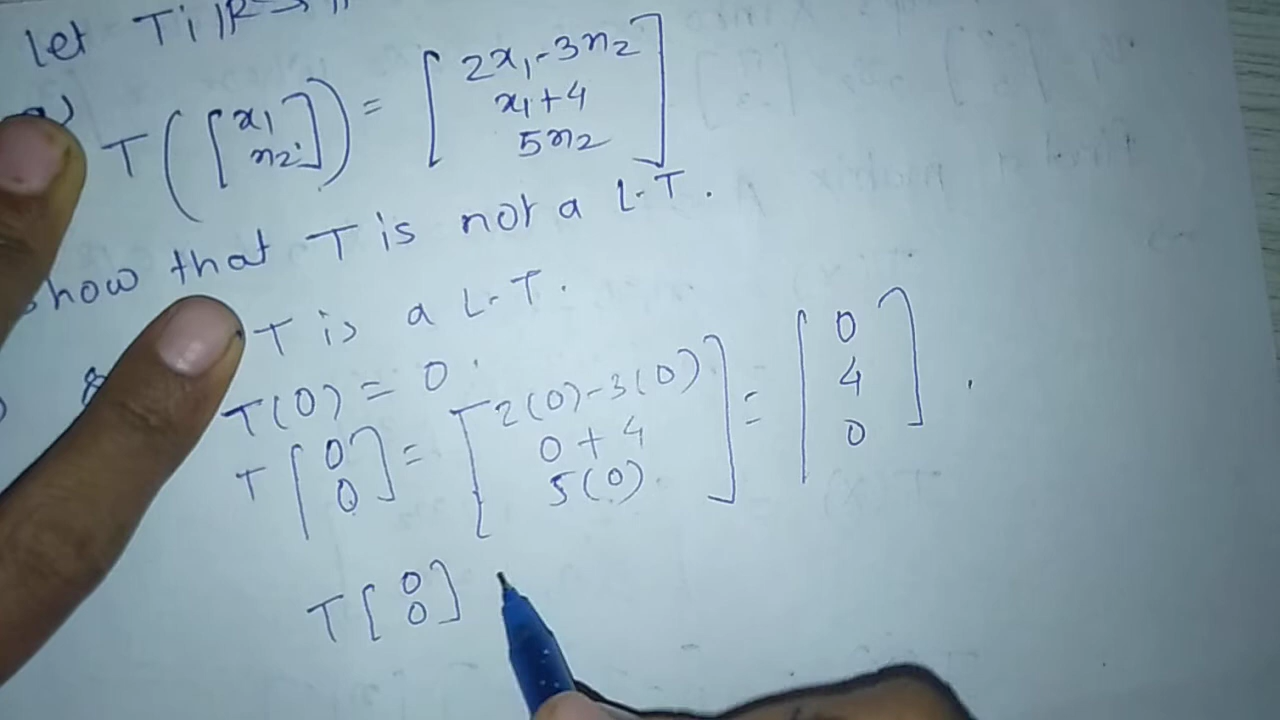 let T: R →
T([x1 x2]) = [2x1 - 3x2 x1 + 4 5x2]
show that T is not a L.T.
T is a L.T.
T(0) = 0.
T[0 0] = [2(0) - 3(0) 0 + 4 5(0)] = [0 4 0].
T[0 0]